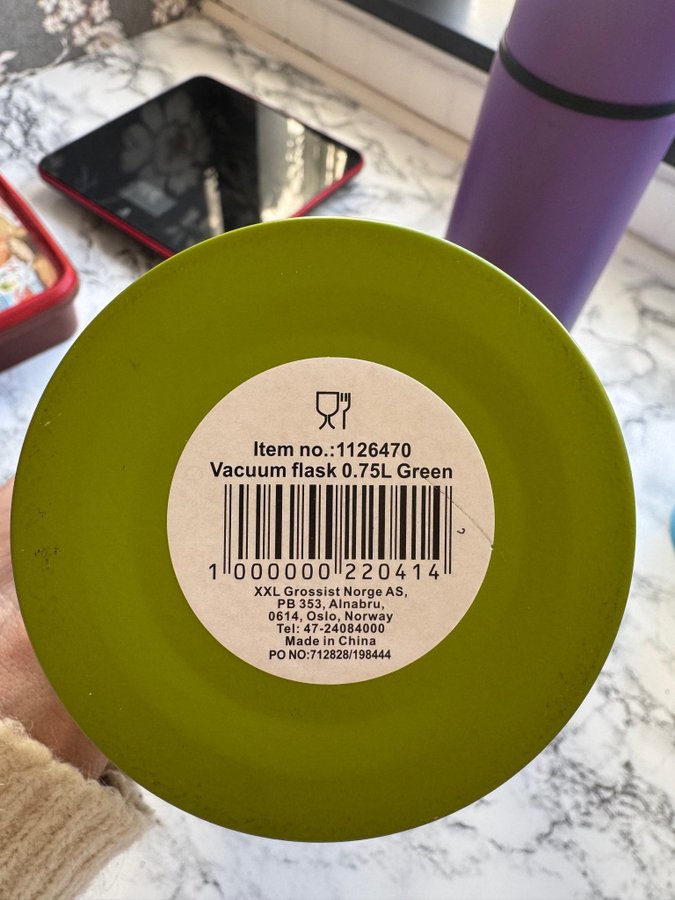 Item no.:1126470
Vacuum flask 0.75L Green
1 000000 220414
XXL Grossist Norge AS,
PB 353, Alnabru,
0614, Oslo, Norway
Tel: 47-24084000
Made in China
PO NO:712828/198444